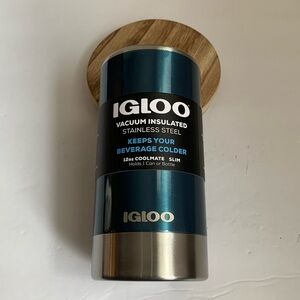 IGLOO
VACUUM INSULATED
STAINLESS STEEL
KEEPS YOUR
BEVERAGE COLDER
12oz COOLMATE SLIM
Holds 1 Can or Bottle
IGLOO